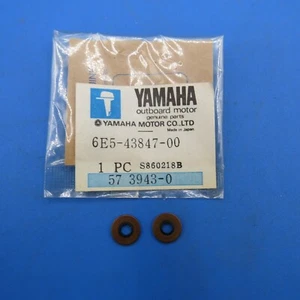 YAMAHA
outboard motor
genuine parts
YAMAHA MOTOR CO.,LTD
Made in Japan
6E5-43847-00
1 PC S860218B
57 3943-0